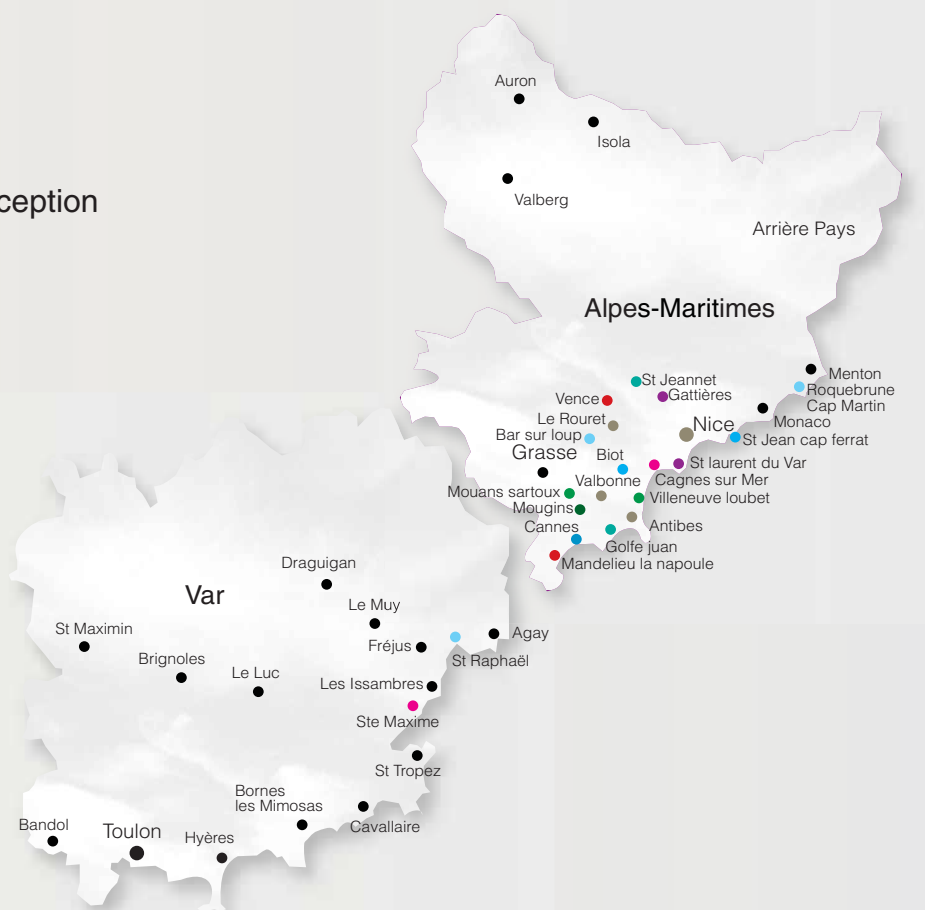 ception
Auron
Isola
Valberg
Arrière Pays
Alpes-Maritimes
Menton
Roquebrune
Cap Martin
Monaco
St Jeannet
Gattières
Vence
Le Rouret
Nice
Bar sur loup
St Jean cap ferrat
Grasse
Biot
St laurent du Var
Cagnes sur Mer
Valbonne
Mouans sartoux
Villeneuve loubet
Mougins
Cannes
Antibes
Golfe juan
Mandelieu la napoule
Draguigan
Var
Le Muy
St Maximin
Fréjus
Agay
St Raphaël
Brignoles
Le Luc
Les Issambres
Ste Maxime
St Tropez
Bornes
les Mimosas
Cavallaire
Bandol
Toulon
Hyères